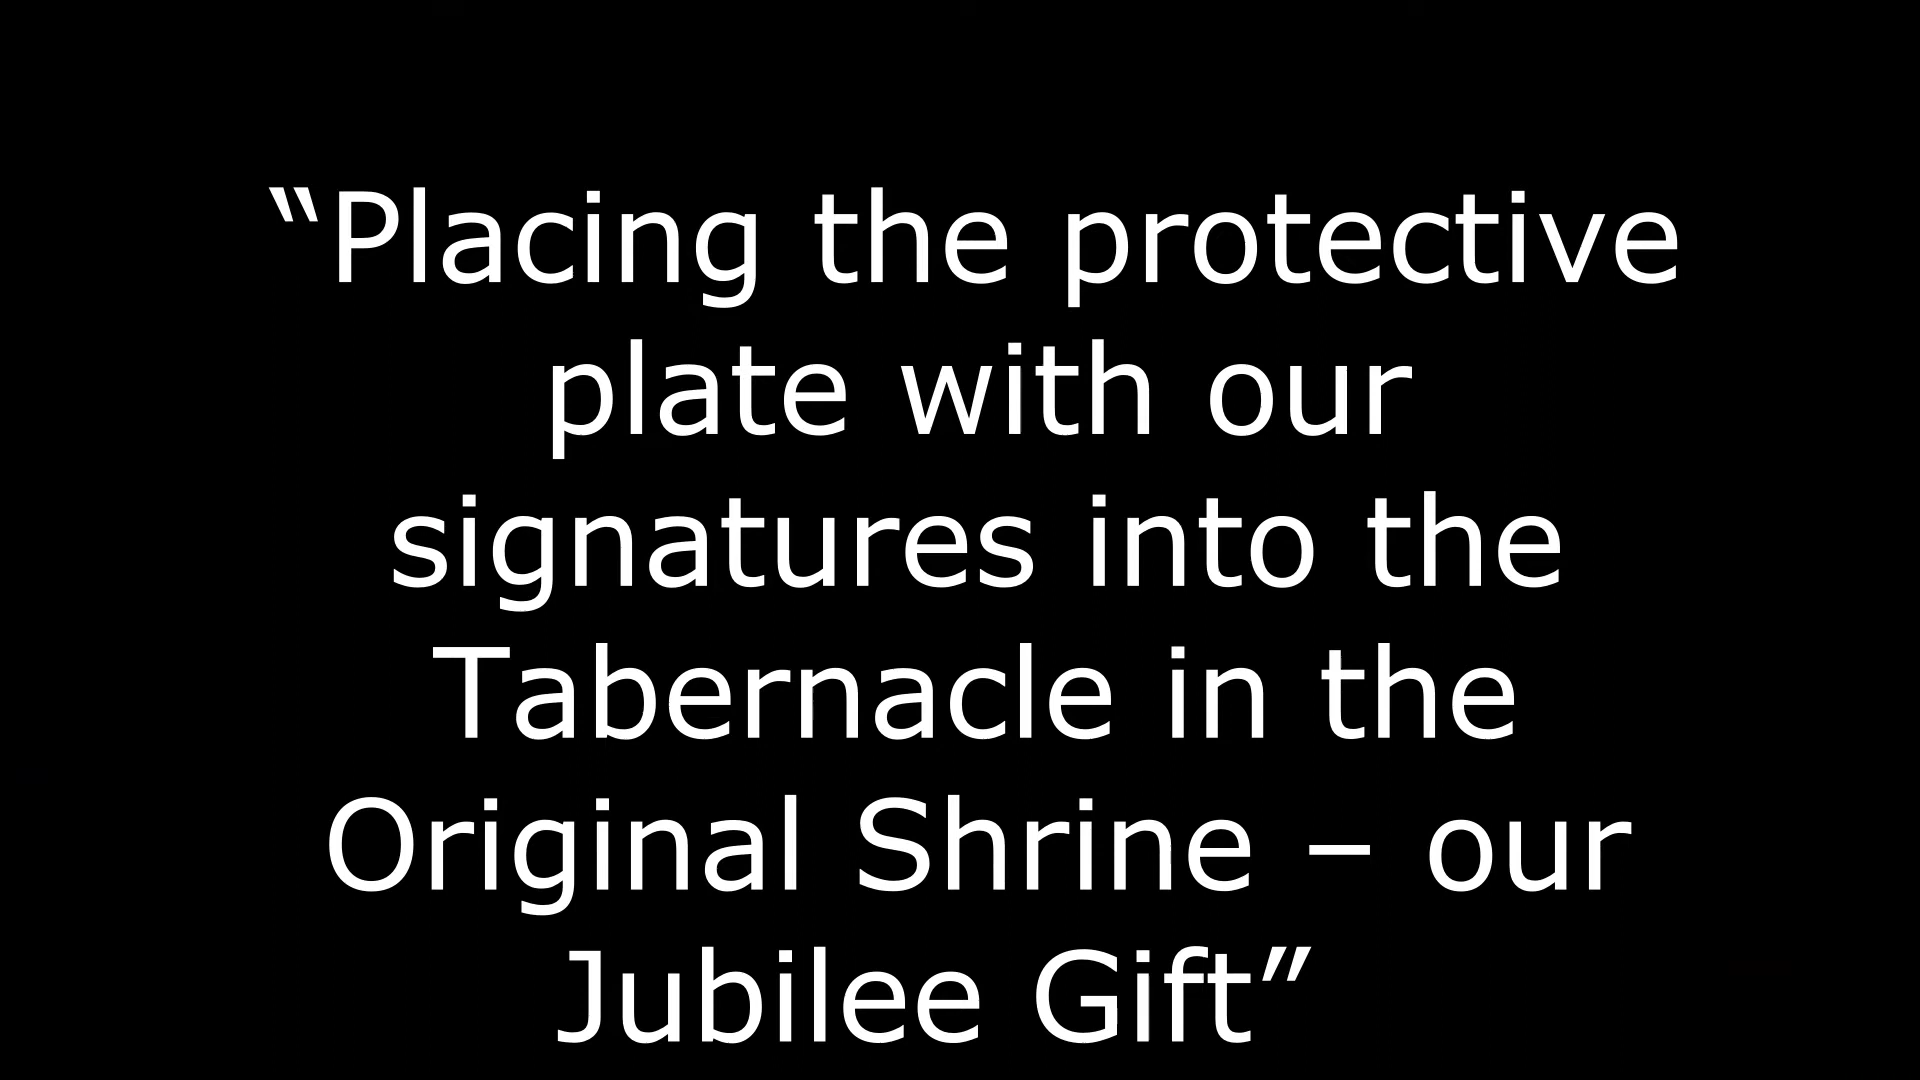 “Placing the protective
plate with our
signatures into the
Tabernacle in the
Original Shrine – our
Jubilee Gift”